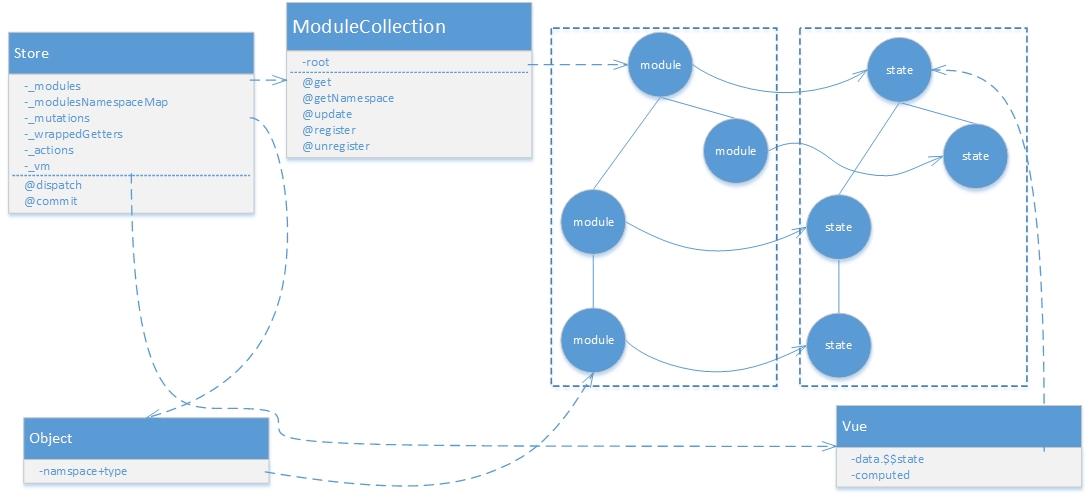 Store
-_modules
-_modulesNamespaceMap
-_mutations
-_wrappedGetters
-_actions
-_vm
@dispatch
@commit
ModuleCollection
-root
@get
@getNamespace
@update
@register
@unregister
module
module
module
module
state
state
state
state
Object
-namspace+type
Vue
-data.$$state
-computed